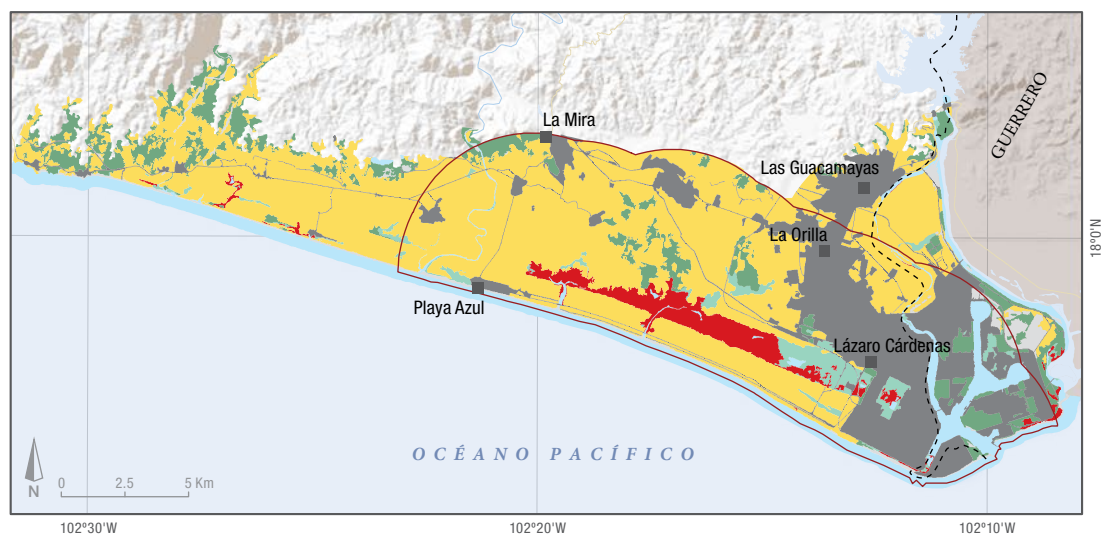 La Mira
GUERRERO
Las Guacamayas
La Orilla
18°0'N
Playa Azul
Lázaro Cárdenas
OCÉANO PACÍFICO
N
0 2.5 5 Km
102°30'W 102°20'W 102°10'W